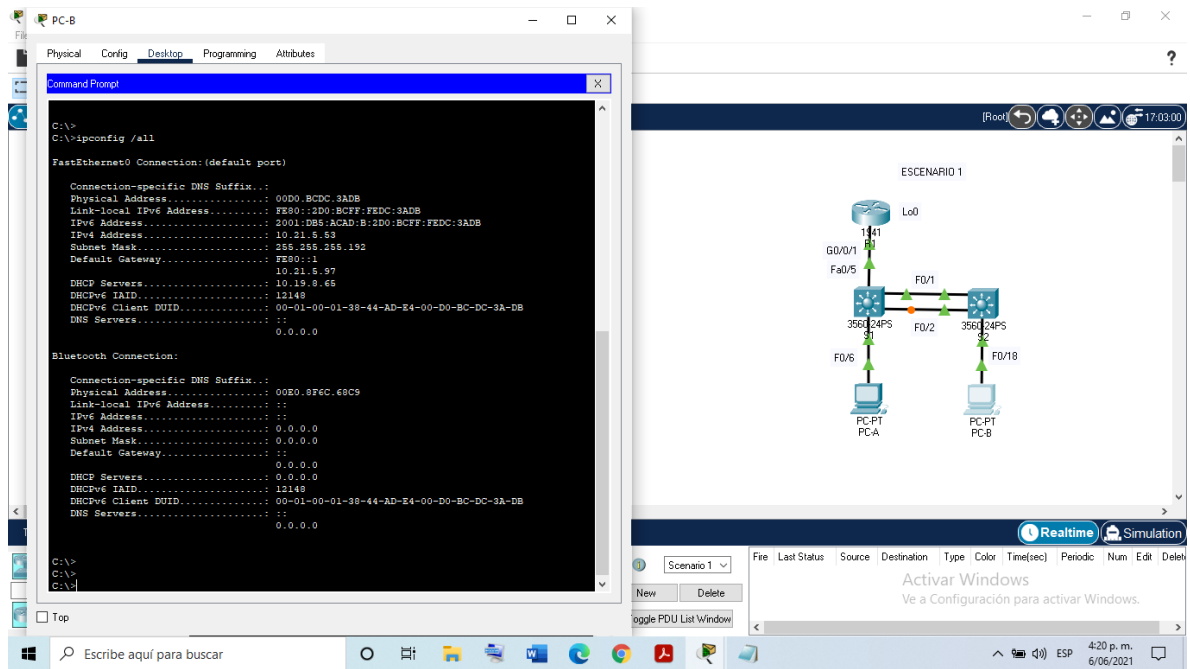 PC-B
File
Physical Config Desktop Programming Attributes
Command Prompt
X
C:\>
C:\>ipconfig /all
FastEthernet0 Connection:(default port)
Connection-specific DNS Suffix..:
Physical Address................: 00D0.BCDC.3ADB
Link-local IPv6 Address.........: FE80::2D0:BCFF:FEDC:3ADB
IPv6 Address....................: 2001:DB5:ACAD:B:2D0:BCFF:FEDC:3ADB
IPv4 Address....................: 10.21.5.53
Subnet Mask.....................: 255.255.255.192
Default Gateway.................: FE80::1
10.21.5.97
DHCP Servers....................: 10.19.8.65
DHCPv6 IAID.....................: 12148
DHCPv6 Client DUID..............: 00-01-00-01-38-44-AD-E4-00-D0-BC-DC-3A-DB
DNS Servers.....................: ::
0.0.0.0
Bluetooth Connection:
Connection-specific DNS Suffix..:
Physical Address................: 00E0.8F6C.68C9
Link-local IPv6 Address.........: ::
IPv6 Address....................: ::
IPv4 Address....................: 0.0.0.0
Subnet Mask.....................: 0.0.0.0
Default Gateway.................: ::
0.0.0.0
DHCP Servers....................: 0.0.0.0
DHCPv6 IAID.....................: 12148
DHCPv6 Client DUID..............: 00-01-00-01-38-44-AD-E4-00-D0-BC-DC-3A-DB
DNS Servers.....................: ::
0.0.0.0
C:\>
C:\>
C:\>
Top
?
[Root] 17:03:00
ESCENARIO 1
Lo0
1941
R1
G0/0/1
Fa0/5
F0/1
3560-24PS
S1
F0/2
3560-24PS
S2
F0/6
F0/18
PC-PT
PC-A
PC-PT
PC-B
Realtime Simulation
Scenario 1
New Delete
Toggle PDU List Window
Fire Last Status Source Destination Type Color Time(sec) Periodic Num Edit Delete
Activar Windows
Ve a Configuración para activar Windows.
Escribe aquí para buscar
ESP
4:20 p. m.
6/06/2021